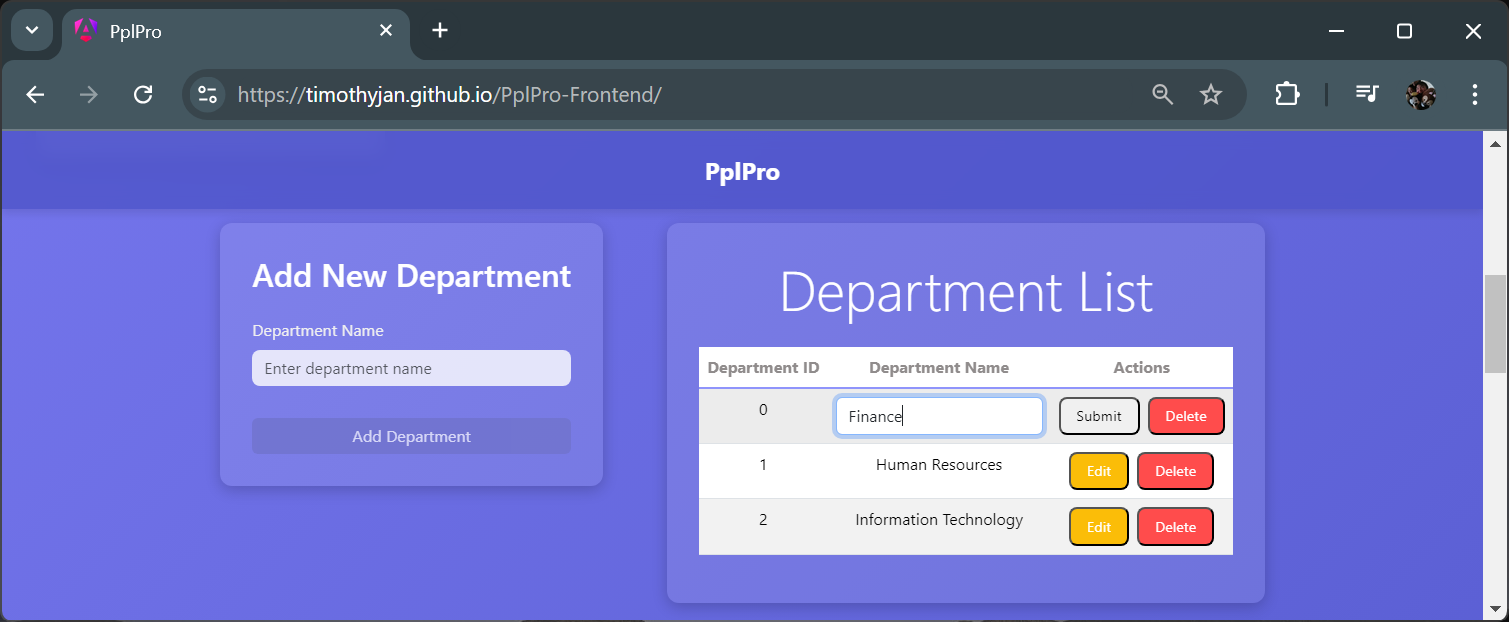 PplPro
https://timothyjan.github.io/PplPro-Frontend/
PplPro
Add New Department
Department Name
Enter department name
Add Department
Department List
Department ID Department Name Actions
0 Finance Submit Delete
1 Human Resources Edit Delete
2 Information Technology Edit Delete